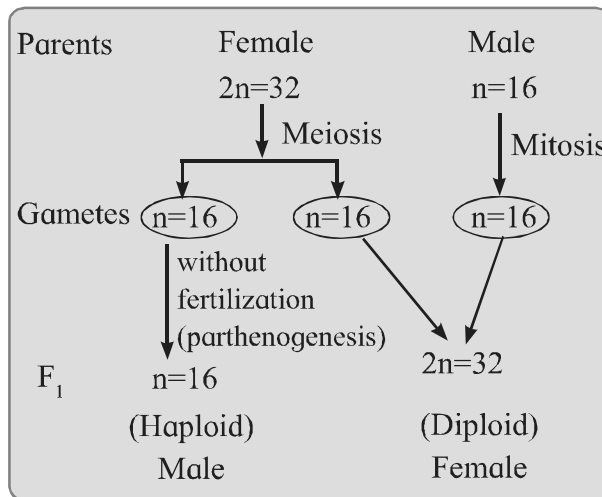 Parents Female Male
2n=32 n=16
Meiosis
Mitosis
Gametes n=16 n=16 n=16
without
fertilization
(parthenogenesis)
F1 n=16 2n=32
(Haploid) (Diploid)
Male Female